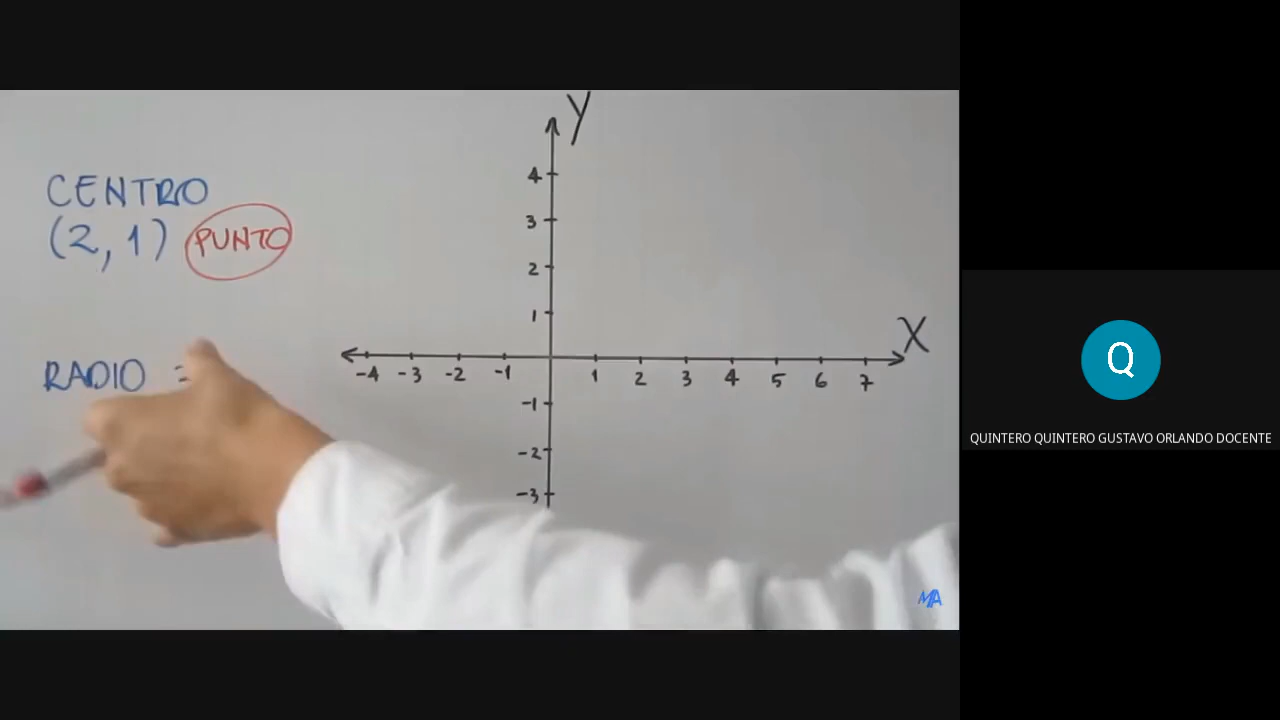 CENTRO
(2, 1) PUNTO
RADIO =
Y
4
3
2
1
X
-4 -3 -2 -1 1 2 3 4 5 6 7
-1
-2
-3
MA
Q
QUINTERO QUINTERO GUSTAVO ORLANDO DOCENTE